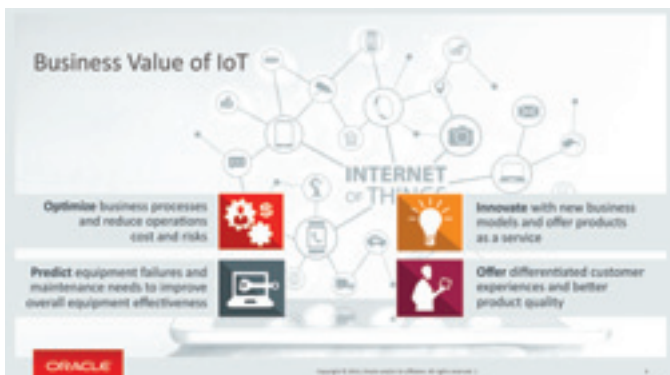 Business Value of IoT
INTERNET
OF THINGS
Optimize business processes
and reduce operations
cost and risks
Innovate with new business
models and offer products
as a service
Predict equipment failures and
maintenance needs to improve
overall equipment effectiveness
Offer differentiated customer
experiences and better
product quality
ORACLE